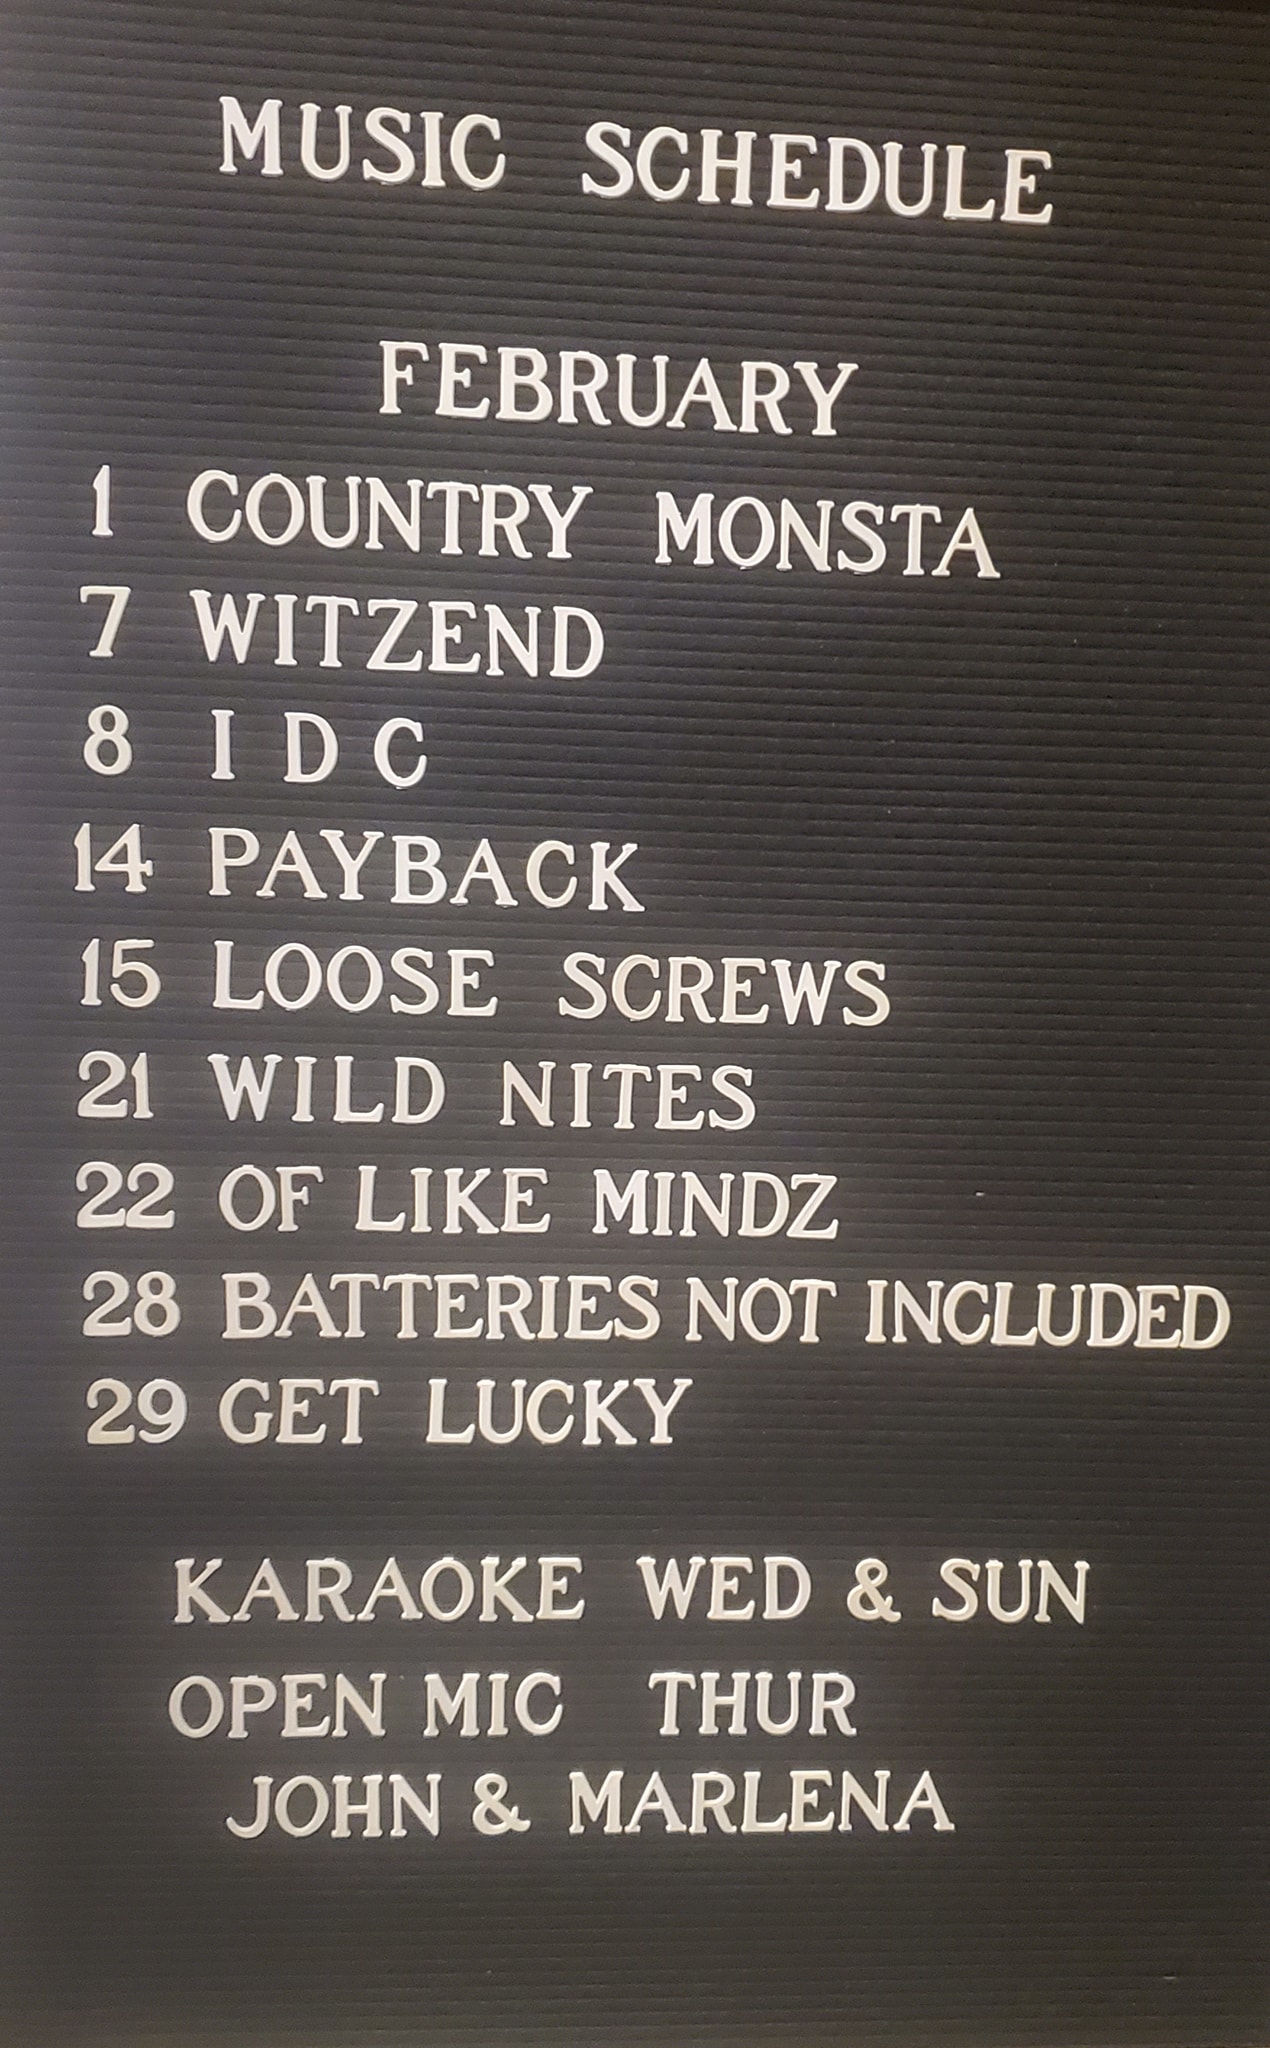 MUSIC SCHEDULE
FEBRUARY
1 COUNTRY MONSTA
7 WITZEND
8 I D C
14 PAYBACK
15 LOOSE SCREWS
21 WILD NITES
22 OF LIKE MINDZ
28 BATTERIES NOT INCLUDED
29 GET LUCKY
KARAOKE WED & SUN
OPEN MIC THUR
JOHN & MARLENA